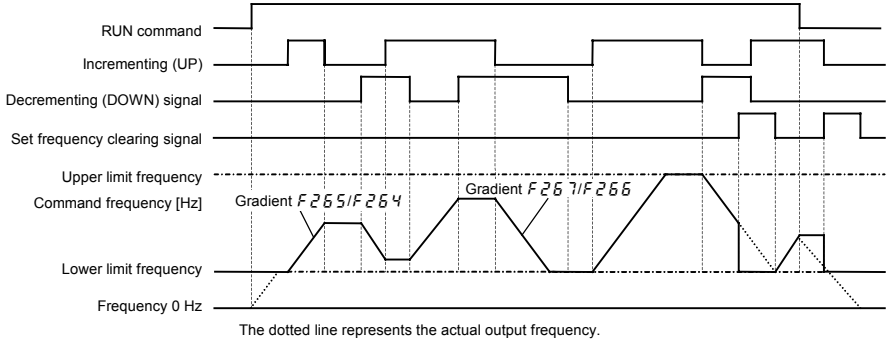 RUN command
Incrementing (UP)
Decrementing (DOWN) signal
Set frequency clearing signal
Upper limit frequency
Command frequency [Hz]
Gradient F265/F264
Gradient F267/F266
Lower limit frequency
Frequency 0 Hz
The dotted line represents the actual output frequency.